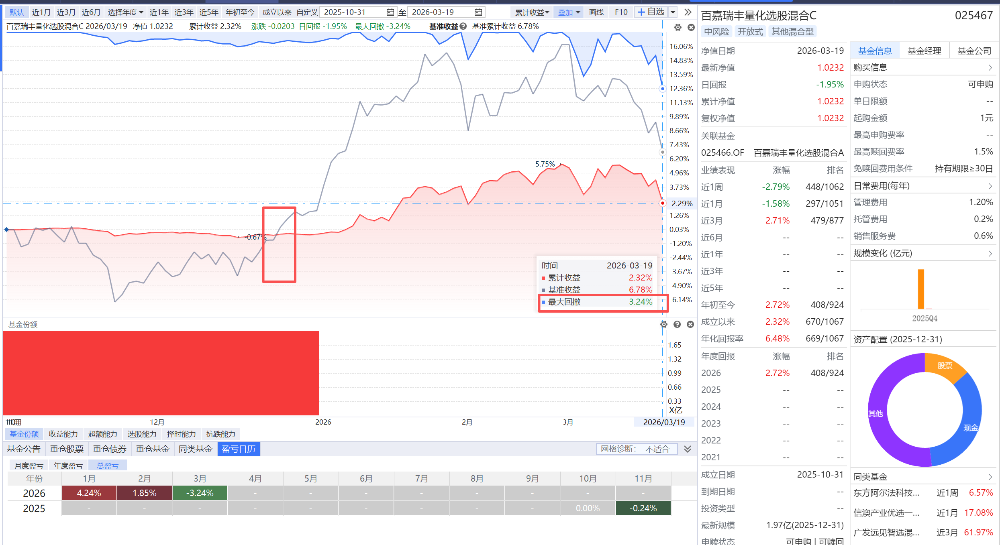 默认 近1月 近3月 近6月 选择年度 近1年 近3年 近5年 年初至今 成立以来 自定义 2025-10-31 至 2026-03-19 累计收益 叠加 画线 F10 + 自选
百嘉瑞丰量化选股混合C 2026/03/19 净值 1.0232 累计收益 2.32% 涨跌 -0.0203 日回报 -1.95% 最大回撤 -3.24% 基准收益 基准累计收益 6.78%
16.06%
14.83%
13.59%
12.36%
11.13%
9.89%
8.66%
7.43%
6.20%
4.96%
3.73%
2.29%
1.26%
0.03%
-1.20%
-2.44%
-3.67%
-4.90%
-6.14%
5.75%→
←-0.67%
时间 2026-03-19
累计收益 2.32%
基准收益 6.78%
最大回撤 -3.24%
基金份额
1.65
1.32
0.99
0.66
0.33
X亿
12月 2026 2月 3月 2026/03/19
基金份额 收益能力 超额能力 选股能力 择时能力 抗跌能力
基金公告 重仓股票 重仓债券 重仓基金 同类基金 盈亏日历 网格诊断: 不适合
月度盈亏 年度盈亏 总盈亏
年份 1月 2月 3月 4月 5月 6月 7月 8月 9月 10月 11月
2026 4.24% 1.85% -3.24% - - - - - - - -
2025 - - - - - - - - - 0.00% -0.24%
百嘉瑞丰量化选股混合C 025467
中风险 开放式 其他混合型
净值日期 2026-03-19
最新净值 1.0232
日回报 -1.95%
累计净值 1.0232
复权净值 1.0232
关联基金
025466.OF 百嘉瑞丰量化选股混合A
业绩表现 涨幅 排名
近1周 -2.79% 448/1062
近1月 -1.58% 297/1051
近3月 2.71% 479/877
近6月 -- --
近1年 -- --
近3年 -- --
近5年 -- --
年初至今 2.72% 408/924
成立以来 2.32% 670/1067
年化回报率 6.48% 669/1067
年度回报 涨幅 排名
2026 2.72% 408/924
2025 -- --
2024 -- --
2023 -- --
2022 -- --
2021 -- --
成立日期 2025-10-31
到期日期 --
投资类型 --
最新规模 1.97亿(2025-12-31)
申赎状态 可申购 | 可赎回
基金信息 基金经理 基金公司
购买信息
申购状态 可申购
单日限额 --
起购金额 1元
最高申购费率 --
最高赎回费率 1.5%
免赎回费用条件 持有期限≥30日
日常费用(每年)
管理费用 1.20%
托管费用 0.2%
销售服务费 0.6%
规模变化 (亿元)
2025Q4
资产配置 (2025-12-31)
股票
其他
现金
同类基金
东方阿尔法科技... 近1周 6.57%
信澳产业优选一... 近1月 17.08%
广发远见智选混... 近3月 61.97%